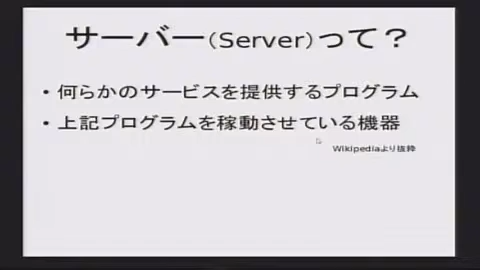 サーバー(Server)って?
・何らかのサービスを提供するプログラム
・上記プログラムを稼動させている機器
Wikipediaより抜粋